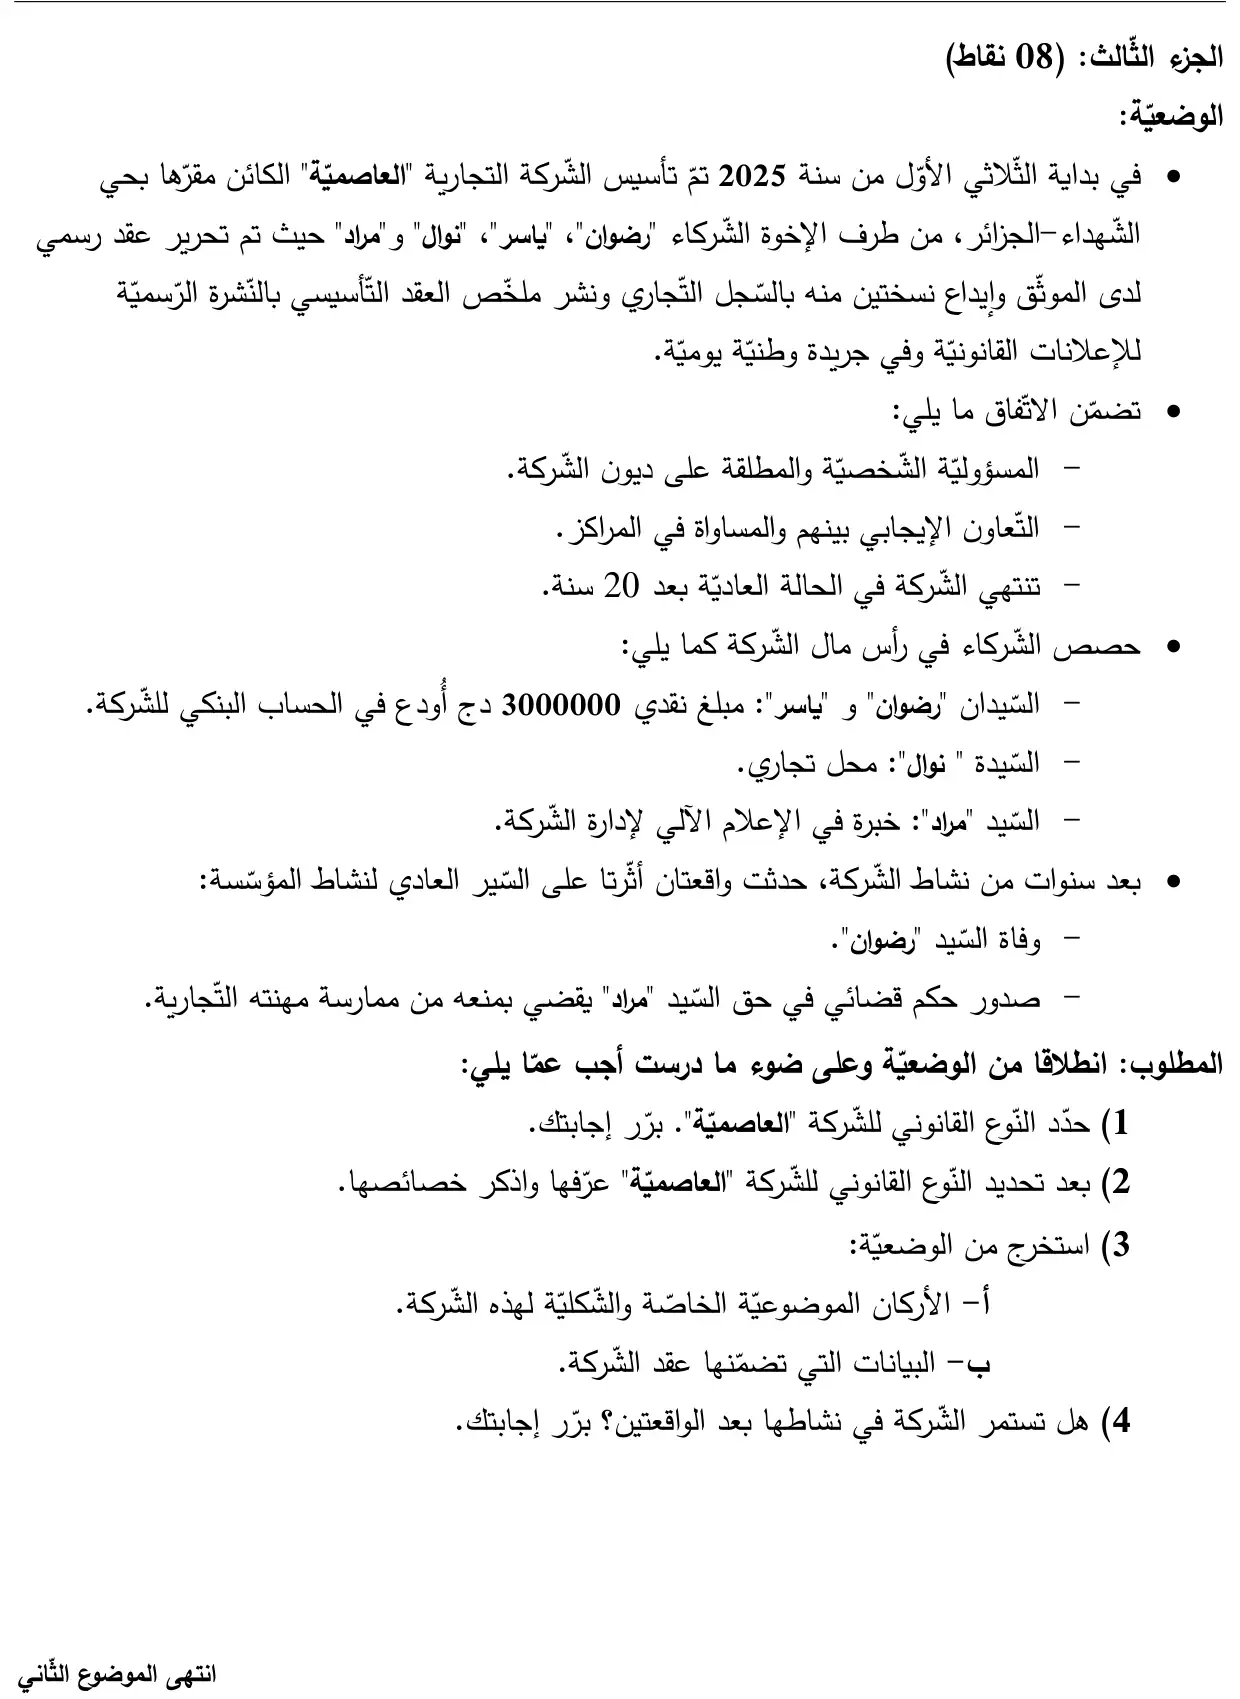 الجزء الثّالث: (08 نقاط)
الوضعيّة:
• في بداية الثّلاثي الأوّل من سنة 2025 تمّ تأسيس الشّركة التجارية "العاصميّة" الكائن مقرّها بحي
الشّهداء-الجزائر، من طرف الإخوة الشّركاء "رضوان"، "ياسر"، "نوال" و"مراد" حيث تم تحرير عقد رسمي
لدى الموثّق وإيداع نسختين منه بالسّجل التّجاري ونشر ملخّص العقد التّأسيسي بالنّشرة الرّسميّة
للإعلانات القانونيّة وفي جريدة وطنيّة يوميّة.
• تضمّن الاتّفاق ما يلي:
- المسؤوليّة الشّخصيّة والمطلقة على ديون الشّركة.
- التّعاون الإيجابي بينهم والمساواة في المراكز.
- تنتهي الشّركة في الحالة العاديّة بعد 20 سنة.
• حصص الشّركاء في رأس مال الشّركة كما يلي:
- السّيدان "رضوان" و "ياسر": مبلغ نقدي 3000000 دج أُودع في الحساب البنكي للشّركة.
- السّيدة " نوال": محل تجاري.
- السّيد "مراد": خبرة في الإعلام الآلي لإدارة الشّركة.
• بعد سنوات من نشاط الشّركة، حدثت واقعتان أثّرتا على السّير العادي لنشاط المؤسّسة:
- وفاة السّيد "رضوان".
- صدور حكم قضائي في حق السّيد "مراد" يقضي بمنعه من ممارسة مهنته التّجارية.
المطلوب: انطلاقا من الوضعيّة وعلى ضوء ما درست أجب عمّا يلي:
1) حدّد النّوع القانوني للشّركة "العاصميّة". برّر إجابتك.
2) بعد تحديد النّوع القانوني للشّركة "العاصميّة" عرّفها واذكر خصائصها.
3) استخرج من الوضعيّة:
أ- الأركان الموضوعيّة الخاصّة والشّكليّة لهذه الشّركة.
ب- البيانات التي تضمّنها عقد الشّركة.
4) هل تستمر الشّركة في نشاطها بعد الواقعتين؟ برّر إجابتك.
انتهى الموضوع الثّاني